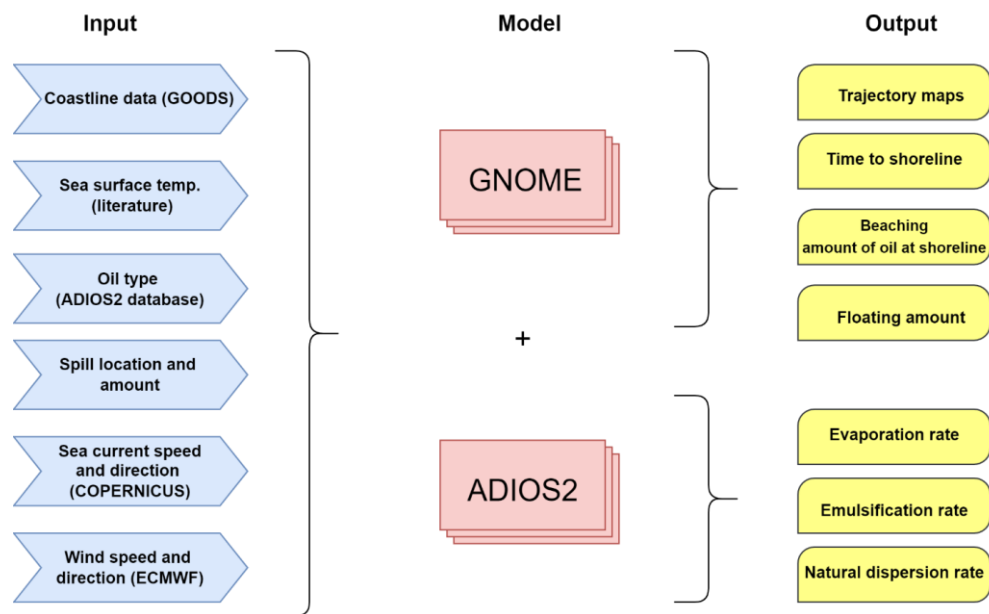 Input
Model
Output
Coastline data (GOODS)
Sea surface temp.
(literature)
Oil type
(ADIOS2 database)
Spill location and
amount
Sea current speed
and direction
(COPERNICUS)
Wind speed and
direction (ECMWF)
GNOME
+
ADIOS2
Trajectory maps
Time to shoreline
Beaching
amount of oil at shoreline
Floating amount
Evaporation rate
Emulsification rate
Natural dispersion rate